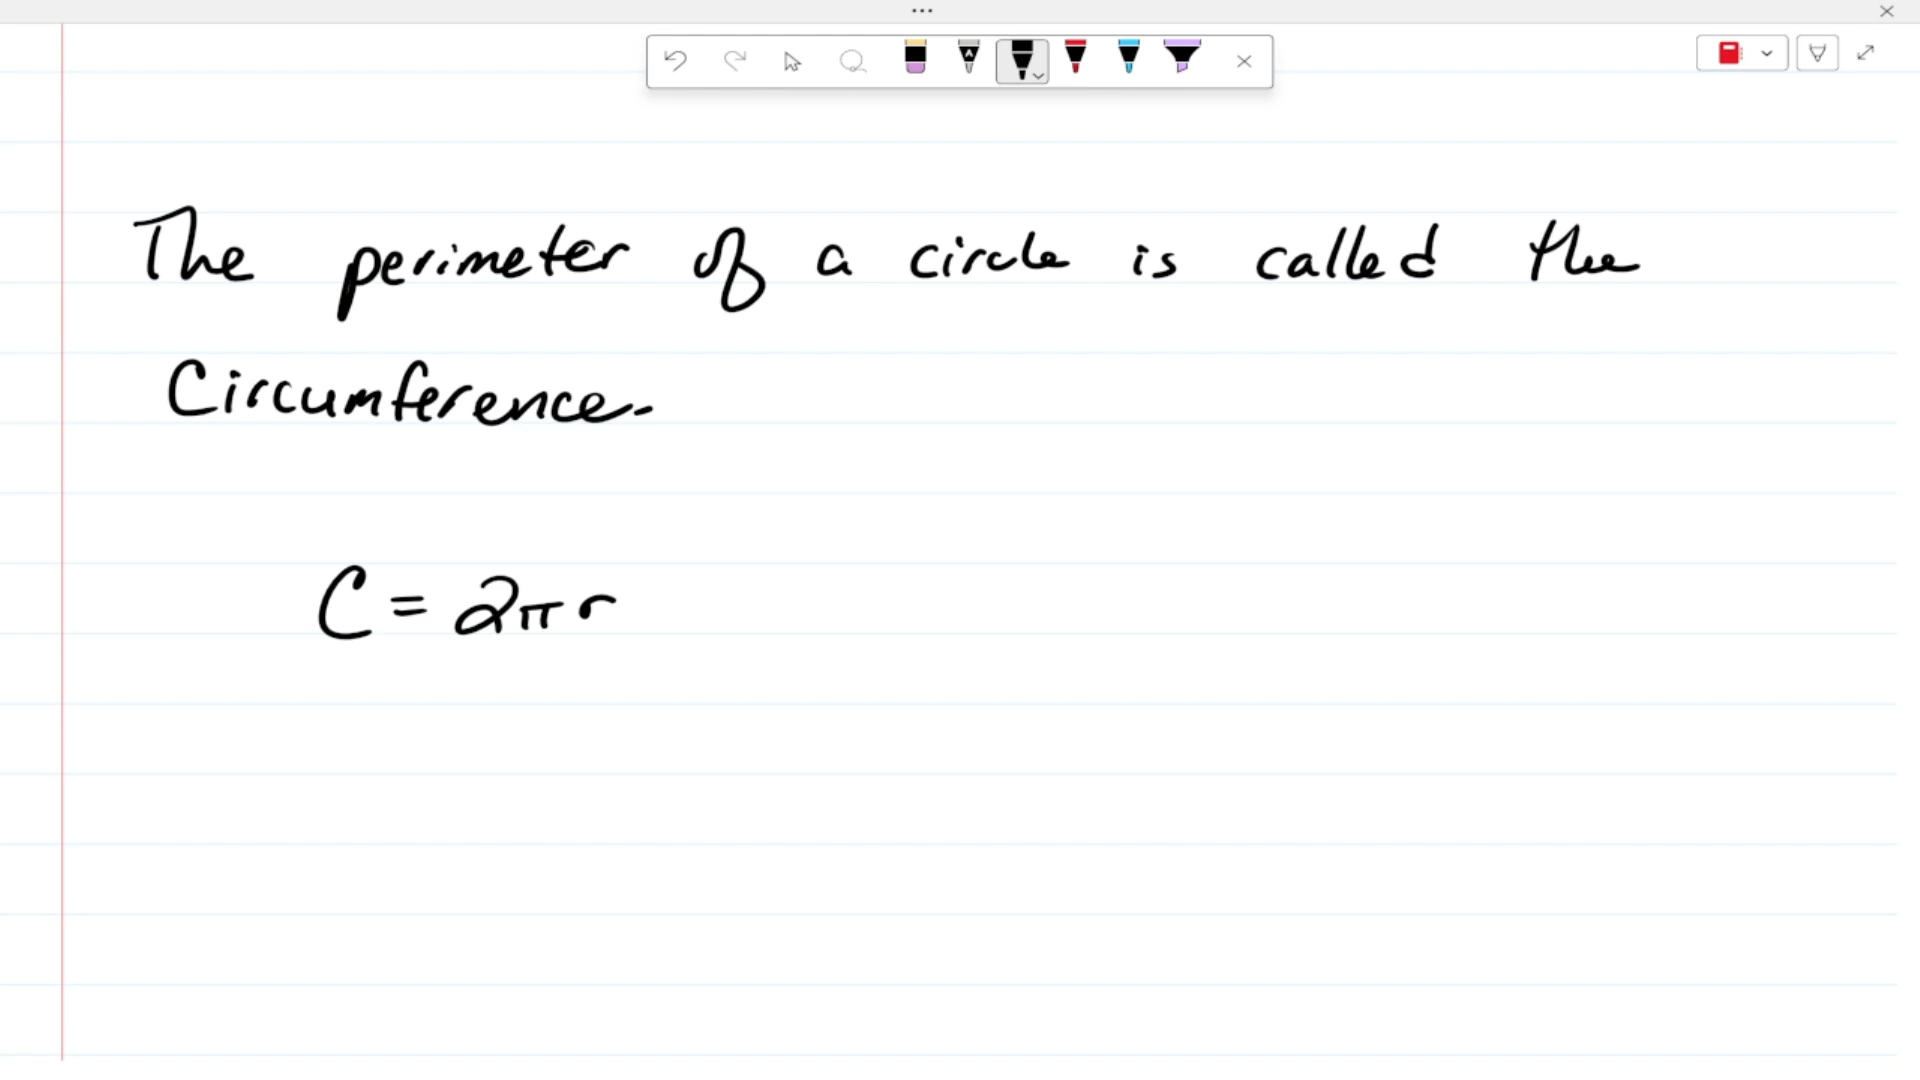 The perimeter of a circle is called the
Circumference.
C = 2πr